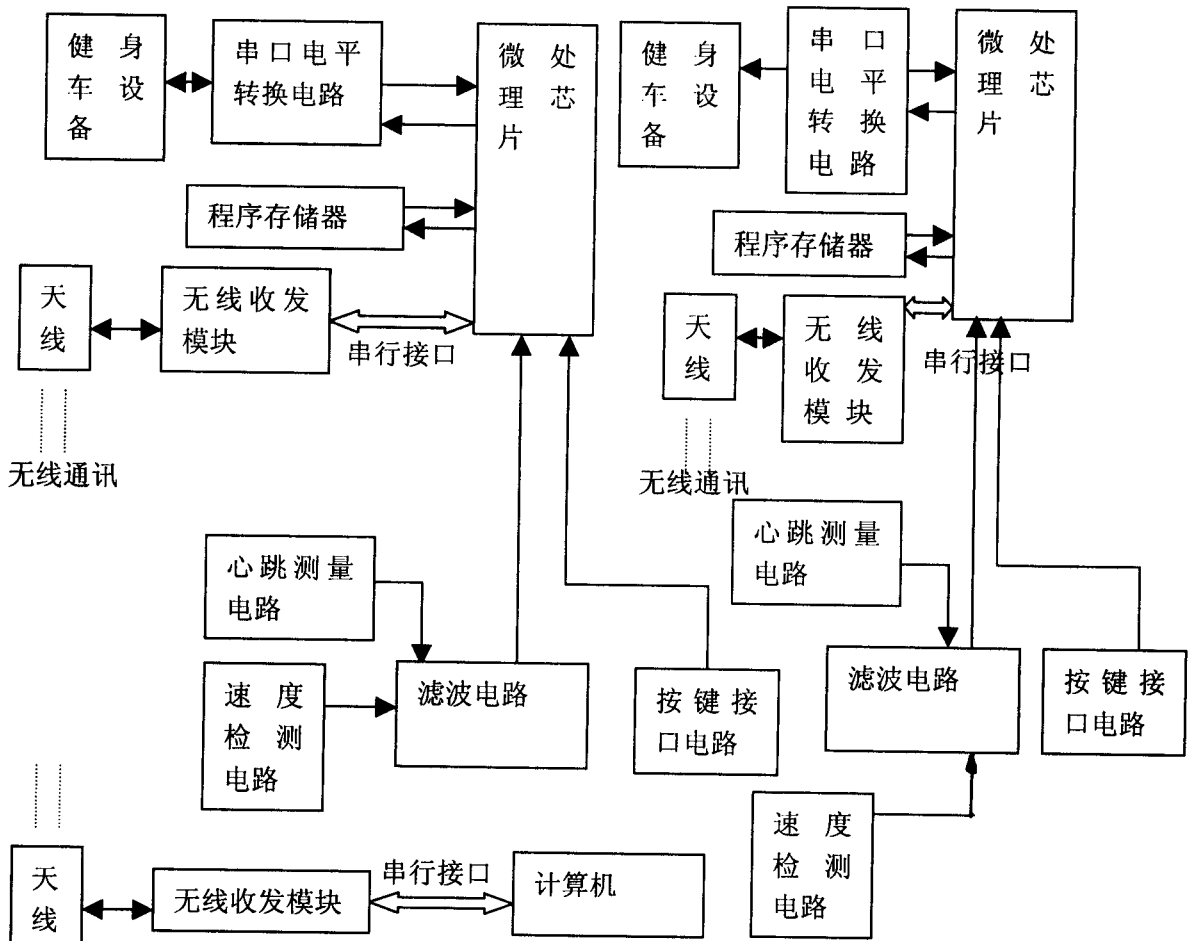 健身
车设
备
串口电平
转换电路
微处
理芯
片
程序存储器
天
线
无线收发
模块
串行接口
无线通讯
心跳测量
电路
速度
检测
电路
滤波电路
按键接
口电路
健身
车设
备
串口
电平
转换
电路
微处
理芯
片
程序存储器
天
线
无线
收发
模块
串行接口
无线通讯
心跳测量
电路
滤波电路
按键接
口电路
速度
检测
电路
天
线
无线收发模块
串行接口
计算机